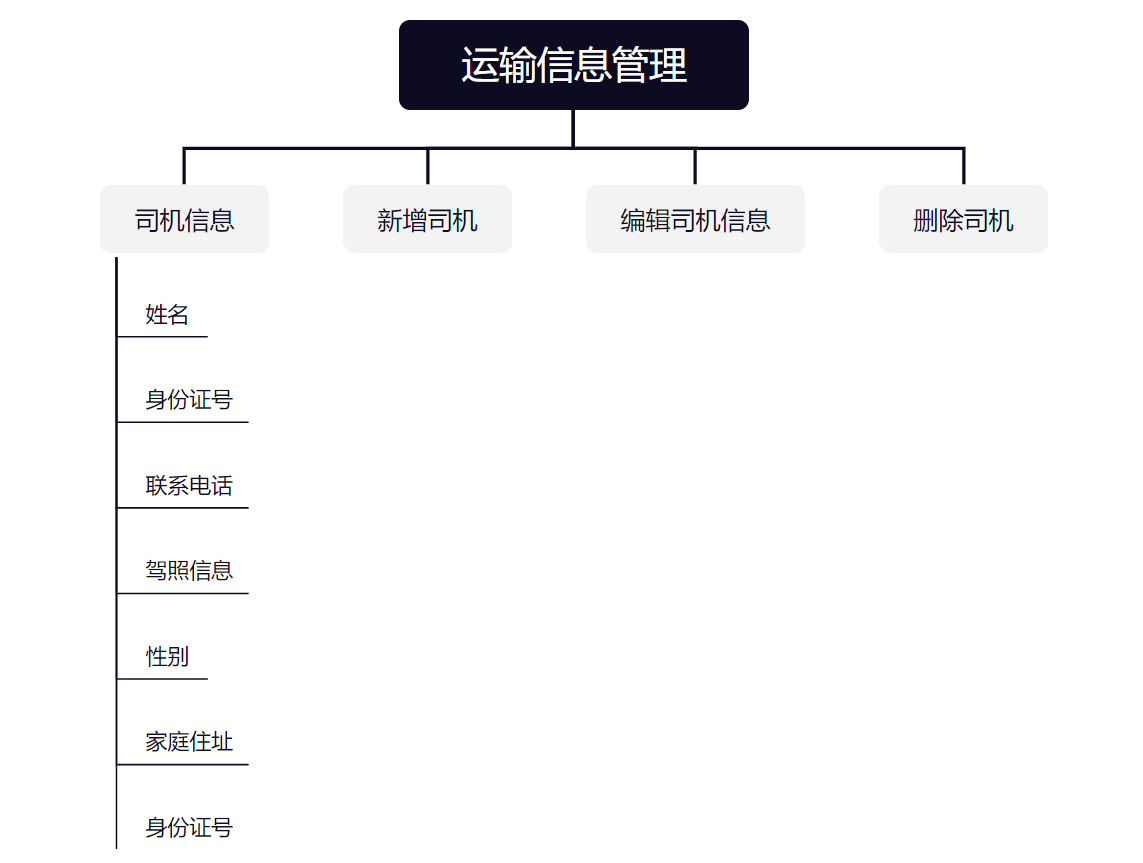 运输信息管理
司机信息
新增司机
编辑司机信息
删除司机
姓名
身份证号
联系电话
驾照信息
性别
家庭住址
身份证号